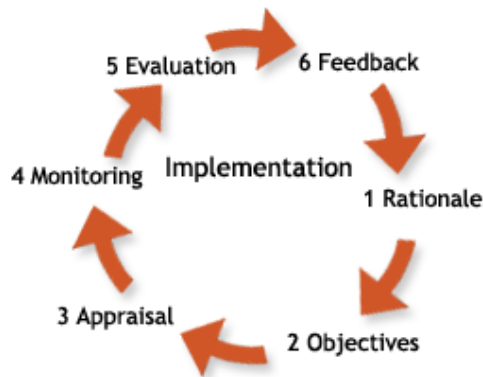 5 Evaluation
6 Feedback
4 Monitoring
Implementation
1 Rationale
3 Appraisal
2 Objectives